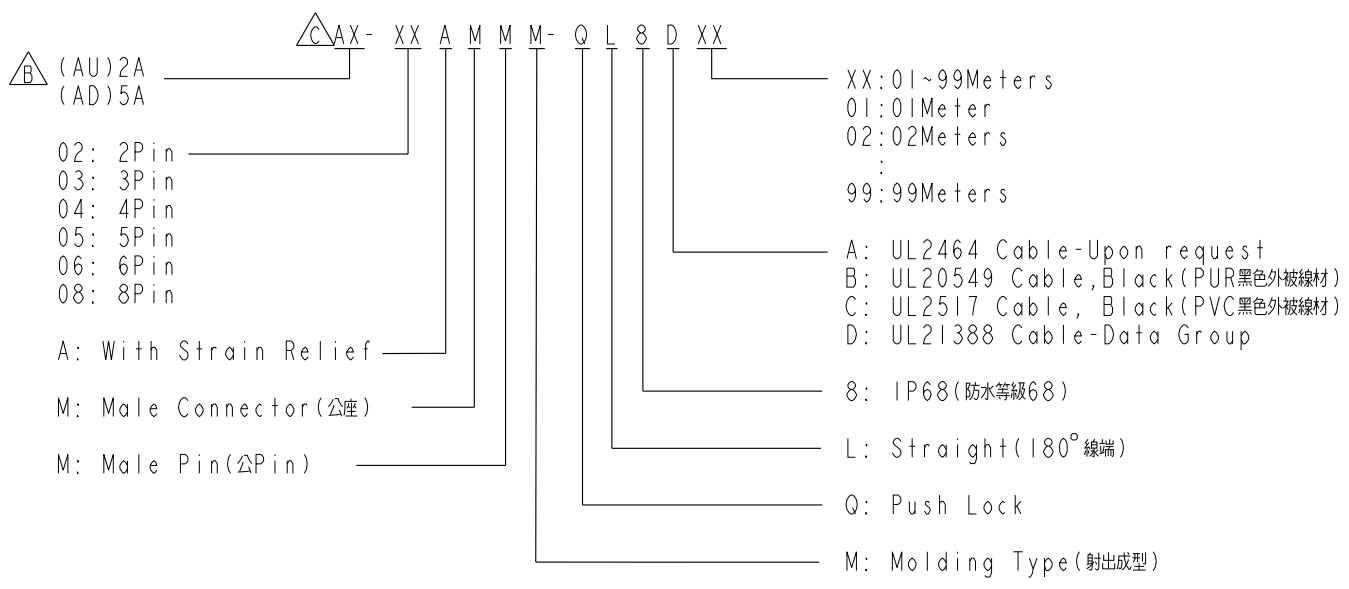 C AX- XX A M M M- Q L 8 D XX
B (AU)2A
(AD)5A
02: 2Pin
03: 3Pin
04: 4Pin
05: 5Pin
06: 6Pin
08: 8Pin
A: With Strain Relief
M: Male Connector(公座)
M: Male Pin(公Pin)
XX:01~99Meters
01:01Meter
02:02Meters
:
99:99Meters
A: UL2464 Cable-Upon request
B: UL20549 Cable,Black(PUR黑色外被線材)
C: UL2517 Cable, Black(PVC黑色外被線材)
D: UL21388 Cable-Data Group
8: IP68(防水等級68)
L: Straight(180°線端)
Q: Push Lock
M: Molding Type(射出成型)